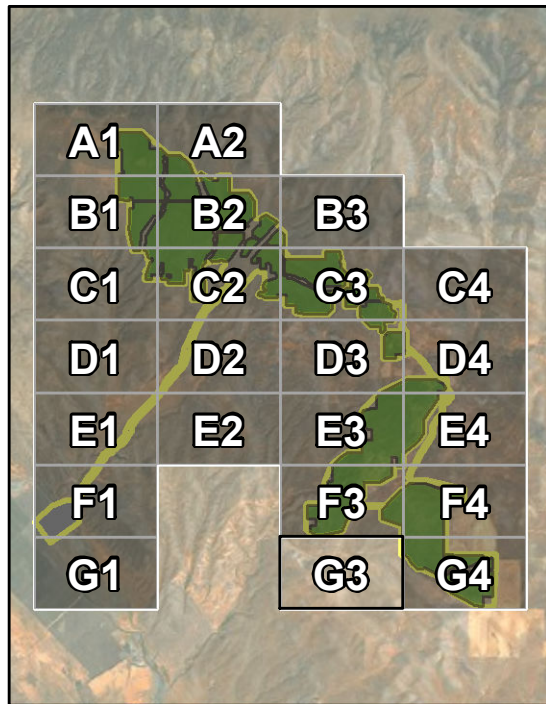 A1 A2
B1 B2 B3
C1 C2 C3 C4
D1 D2 D3 D4
E1 E2 E3 E4
F1 F3 F4
G1 G3 G4